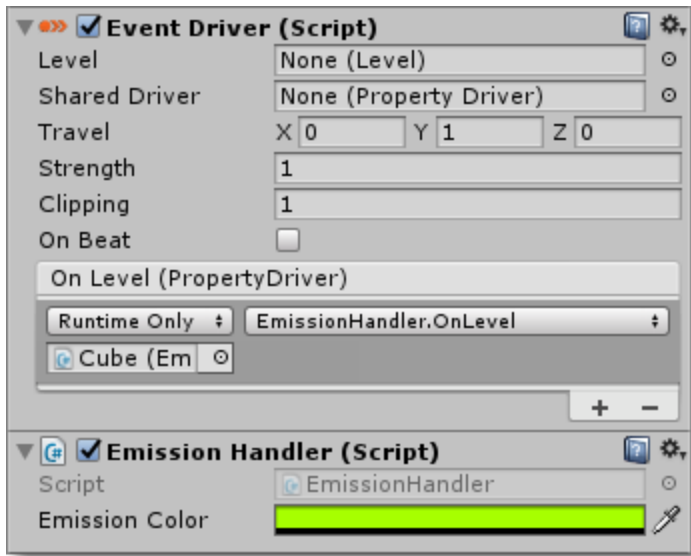 Event Driver (Script)
Level None (Level)
Shared Driver None (Property Driver)
Travel X 0 Y 1 Z 0
Strength 1
Clipping 1
On Beat
On Level (PropertyDriver)
Runtime Only EmissionHandler.OnLevel
Cube (Em
+ −
Emission Handler (Script)
Script EmissionHandler
Emission Color